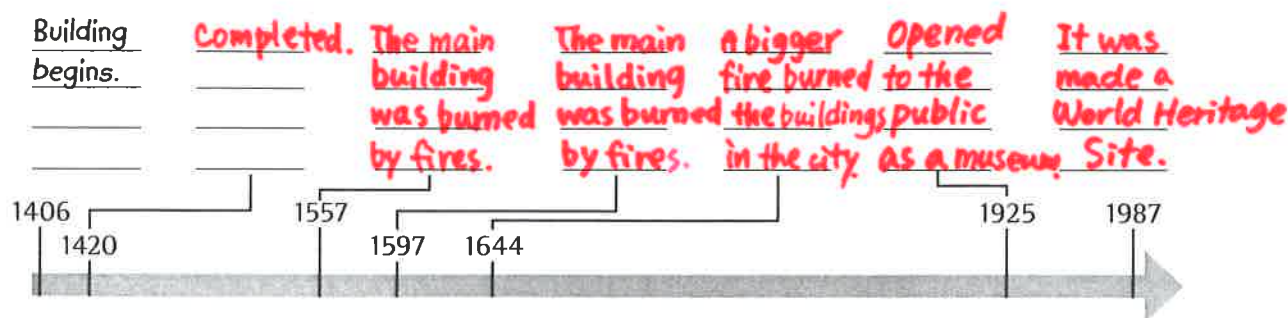 Building
begins.
Completed.
The main
building
was burned
by fires.
The main
building
was burned
by fires.
a bigger
fire burned
the buildings
in the city.
Opened
to the
public
as a museum.
It was
made a
World Heritage
Site.
1406
1420
1557
1597
1644
1925
1987